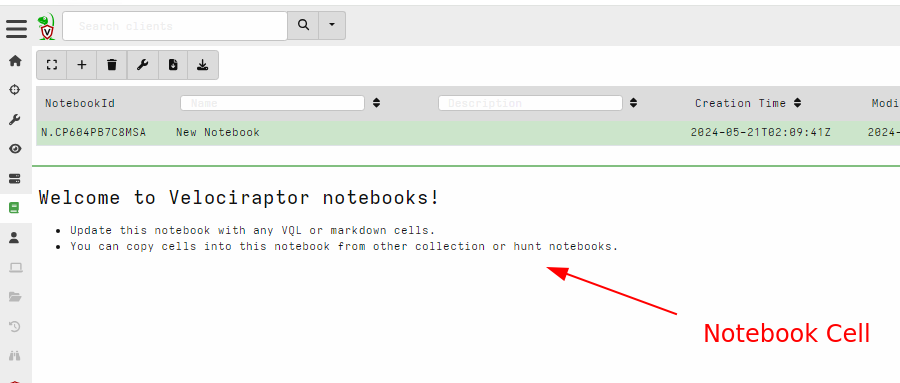 Search clients
NotebookId Name Description Creation Time Modi
N.CP604PB7C8MSA New Notebook 2024-05-21T02:09:41Z 2024-
Welcome to Velociraptor notebooks!
• Update this notebook with any VQL or markdown cells.
• You can copy cells into this notebook from other collection or hunt notebooks.
Notebook Cell